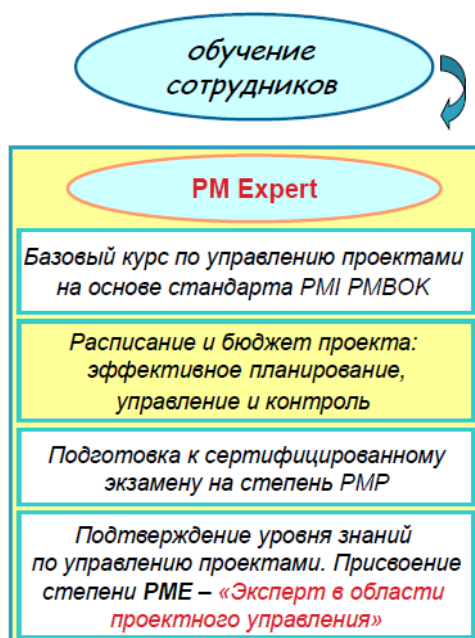 обучение
сотрудников
PM Expert
Базовый курс по управлению проектами
на основе стандарта PMI PMBOK
Расписание и бюджет проекта:
эффективное планирование,
управление и контроль
Подготовка к сертифицированному
экзамену на степень PMP
Подтверждение уровня знаний
по управлению проектами. Присвоение
степени PME – «Эксперт в области
проектного управления»